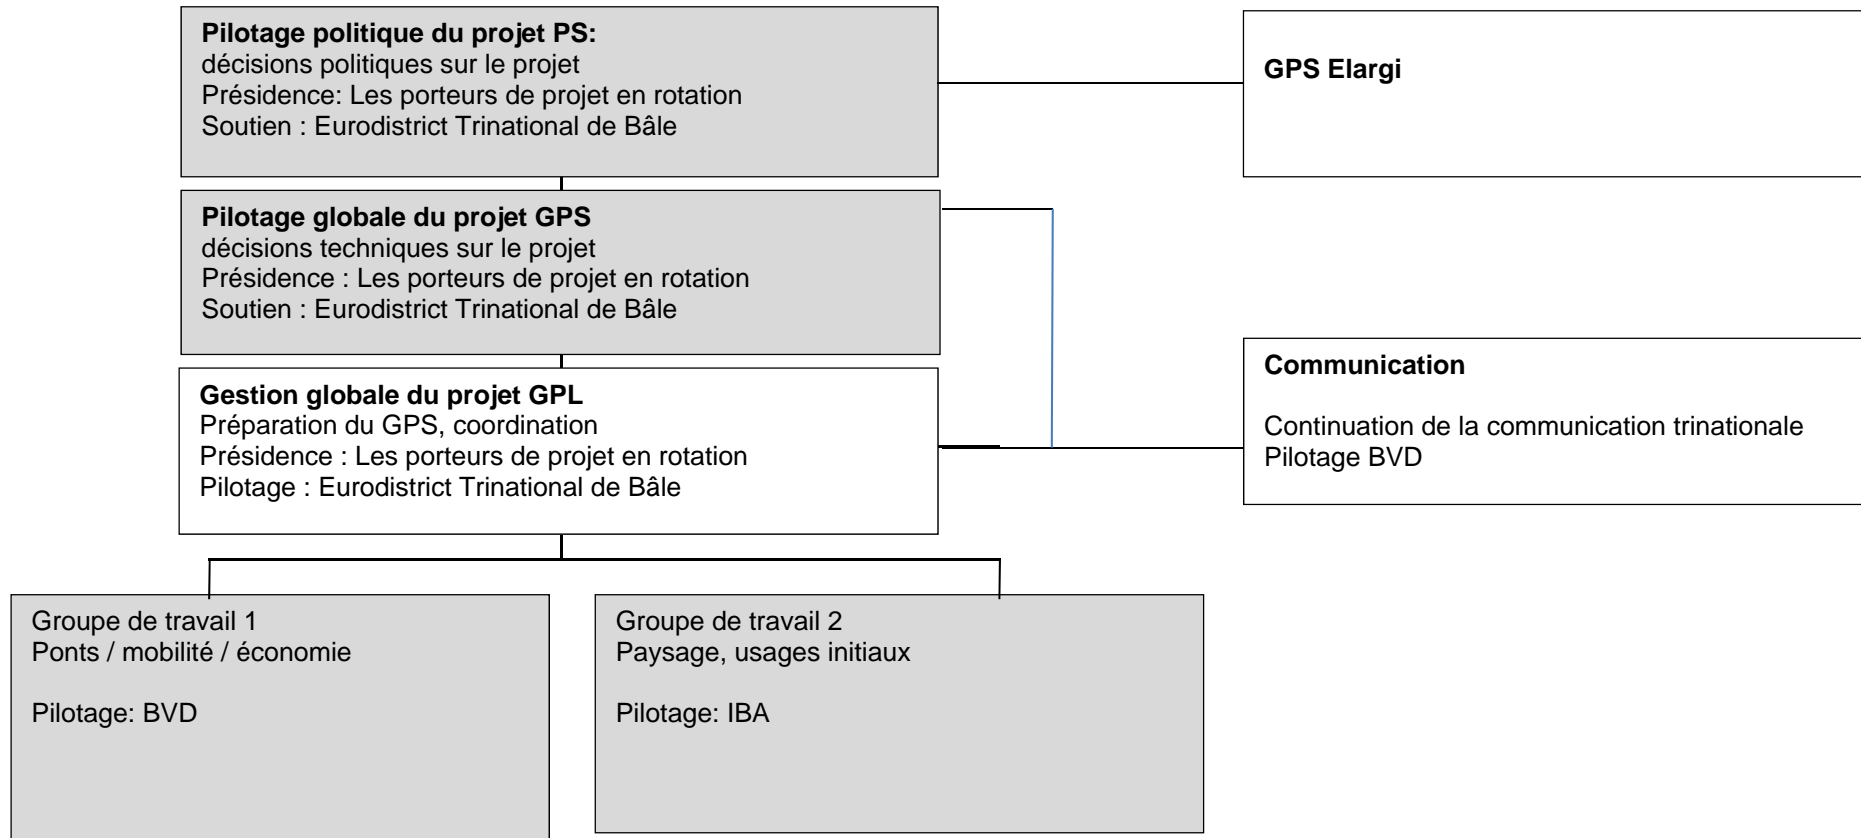 Pilotage politique du projet PS:
décisions politiques sur le projet
Présidence: Les porteurs de projet en rotation
Soutien : Eurodistrict Trinational de Bâle
GPS Elargi
Pilotage globale du projet GPS
décisions techniques sur le projet
Présidence : Les porteurs de projet en rotation
Soutien : Eurodistrict Trinational de Bâle
Gestion globale du projet GPL
Préparation du GPS, coordination
Présidence : Les porteurs de projet en rotation
Pilotage : Eurodistrict Trinational de Bâle
Communication
Continuation de la communication trinationale
Pilotage BVD
Groupe de travail 1
Ponts / mobilité / économie
Pilotage: BVD
Groupe de travail 2
Paysage, usages initiaux
Pilotage: IBA